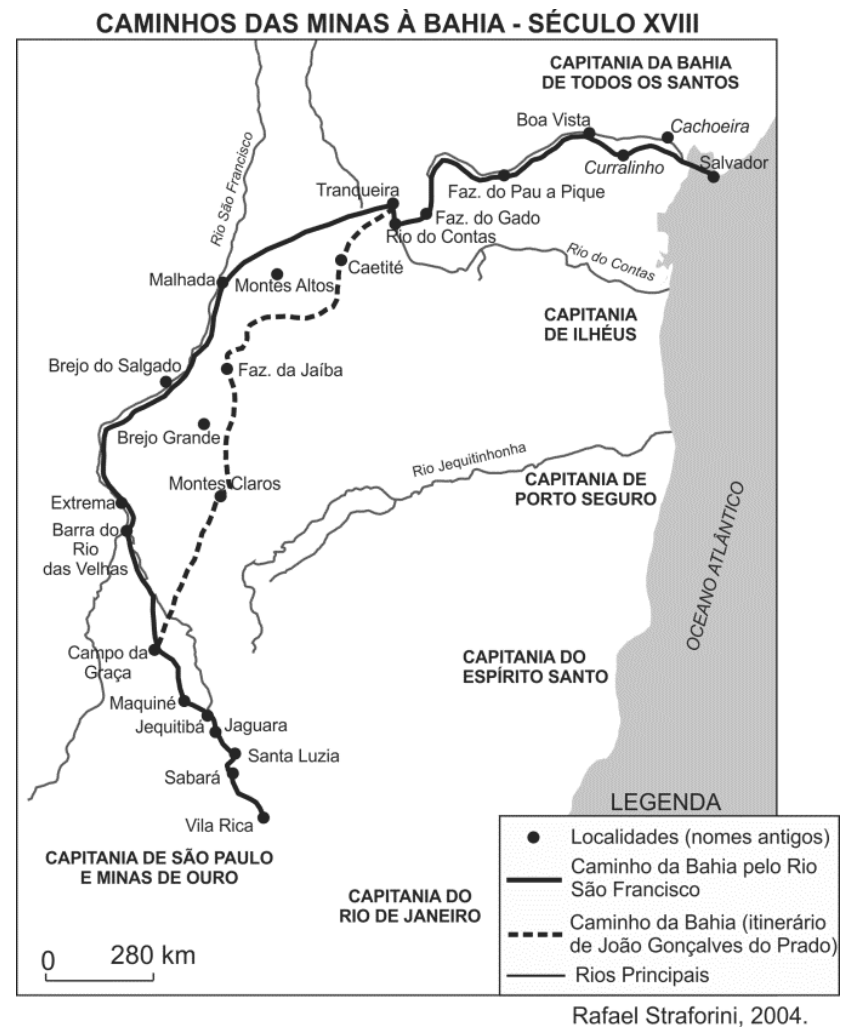 CAMINHOS DAS MINAS À BAHIA - SÉCULO XVIII
CAPITANIA DA BAHIA
DE TODOS OS SANTOS
Boa Vista
Cachoeira
Curralinho
Salvador
Rio São Francisco
Tranqueira
Faz. do Pau a Pique
Faz. do Gado
Rio do Contas
Caetité
Rio do Contas
Malhada
Montes Altos
CAPITANIA
DE ILHÉUS
Brejo do Salgado
Faz. da Jaíba
Brejo Grande
Rio Jequitinhonha
Montes Claros
CAPITANIA DE
PORTO SEGURO
Extrema
Barra do
Rio
das Velhas
OCEANO ATLÂNTICO
Campo da
Graça
CAPITANIA DO
ESPÍRITO SANTO
Maquiné
Jequitibá
Jaguara
Santa Luzia
Sabará
Vila Rica
CAPITANIA DE SÃO PAULO
E MINAS DE OURO
CAPITANIA DO
RIO DE JANEIRO
0
280 km
LEGENDA
Localidades (nomes antigos)
Caminho da Bahia pelo Rio
São Francisco
Caminho da Bahia (itinerário
de João Gonçalves do Prado)
Rios Principais
Rafael Straforini, 2004.